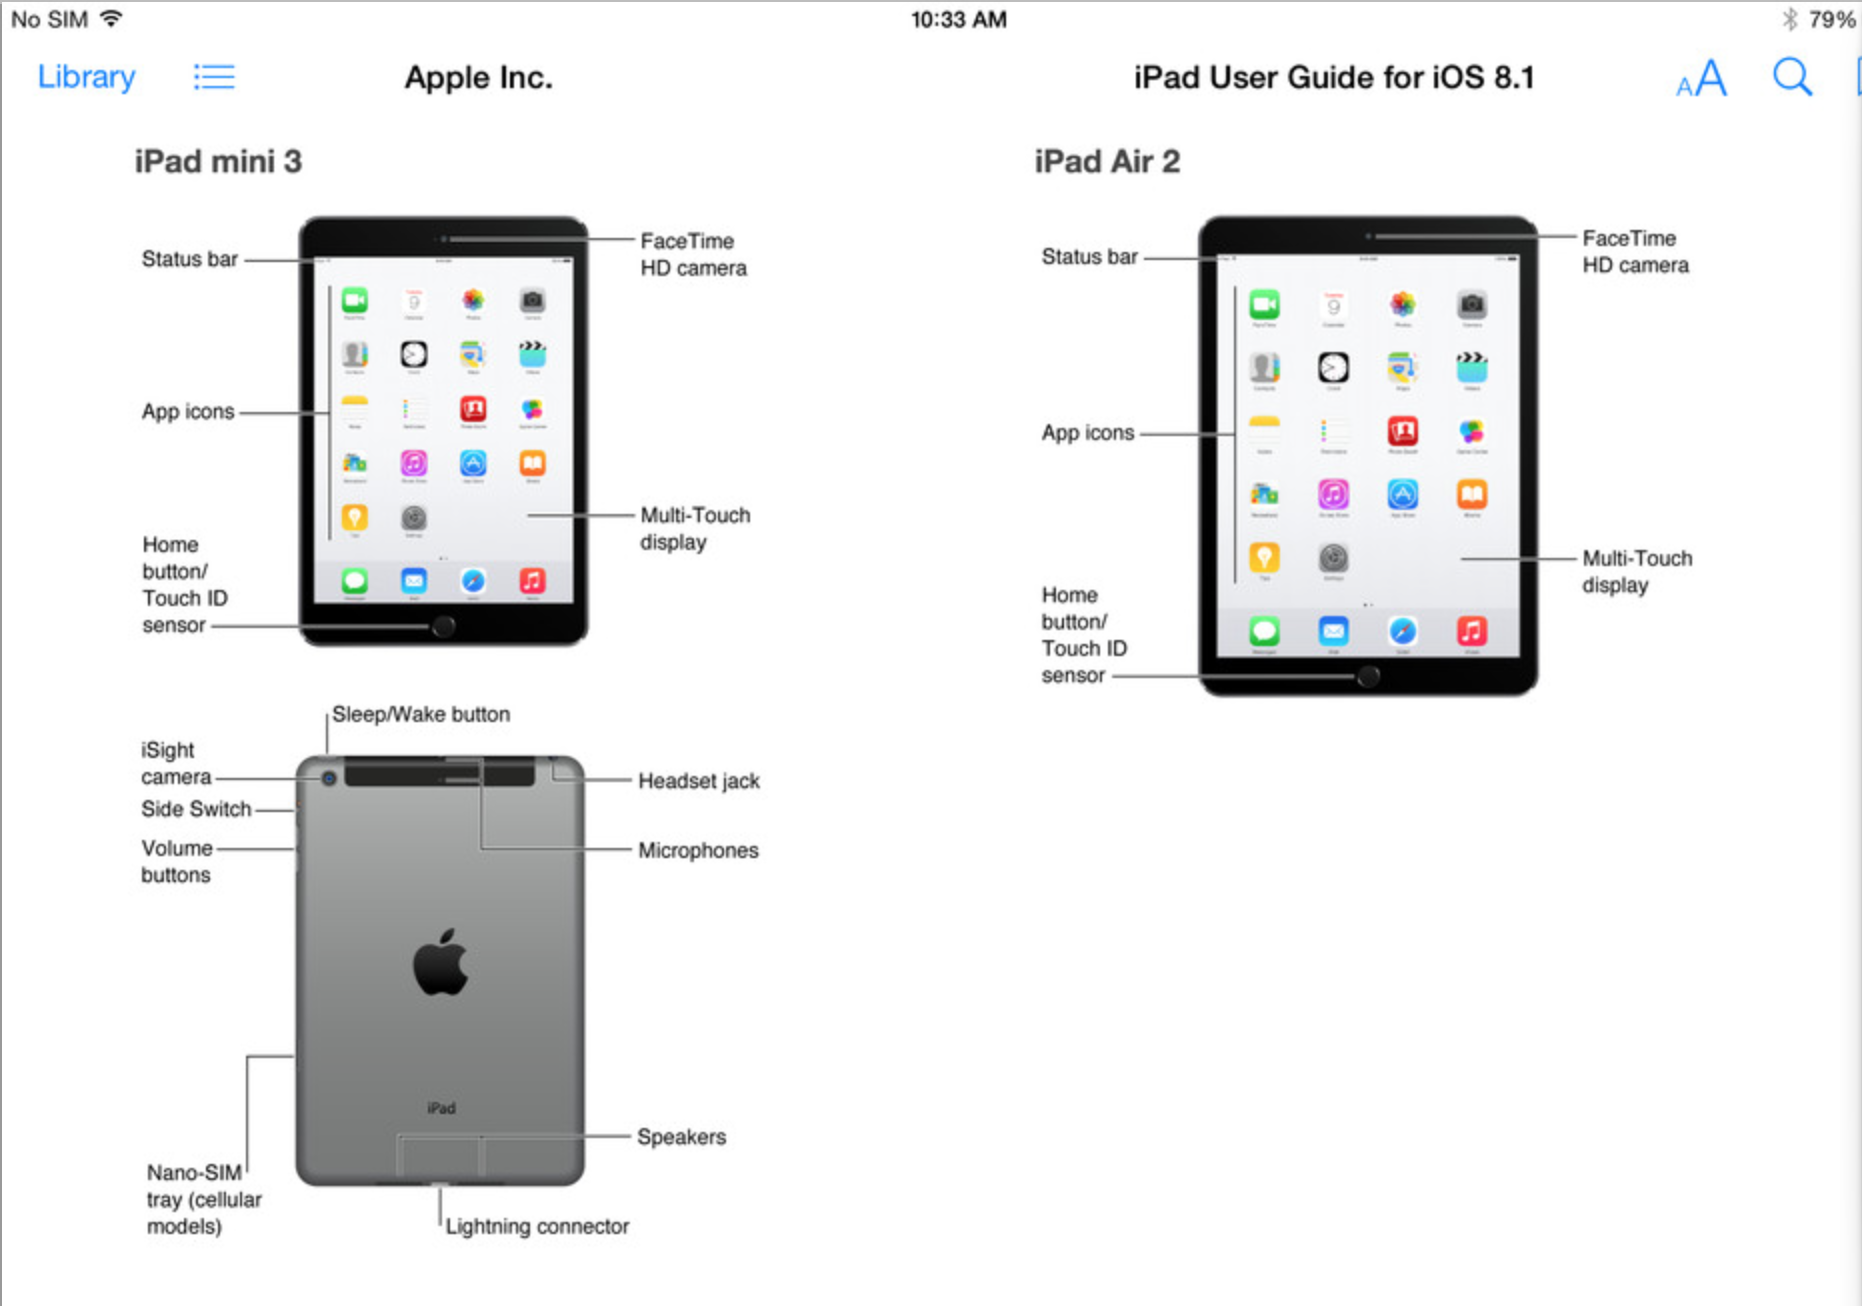 No SIM 10:33 AM 79%
Library Apple Inc. iPad User Guide for iOS 8.1 AA
iPad mini 3
Status bar
FaceTime
HD camera
App icons
Multi-Touch
display
Home
button/
Touch ID
sensor
Sleep/Wake button
iSight
camera
Side Switch
Volume
buttons
Headset jack
Microphones
iPad
Speakers
Nano-SIM
tray (cellular
models)
Lightning connector
iPad Air 2
Status bar
FaceTime
HD camera
App icons
Multi-Touch
display
Home
button/
Touch ID
sensor